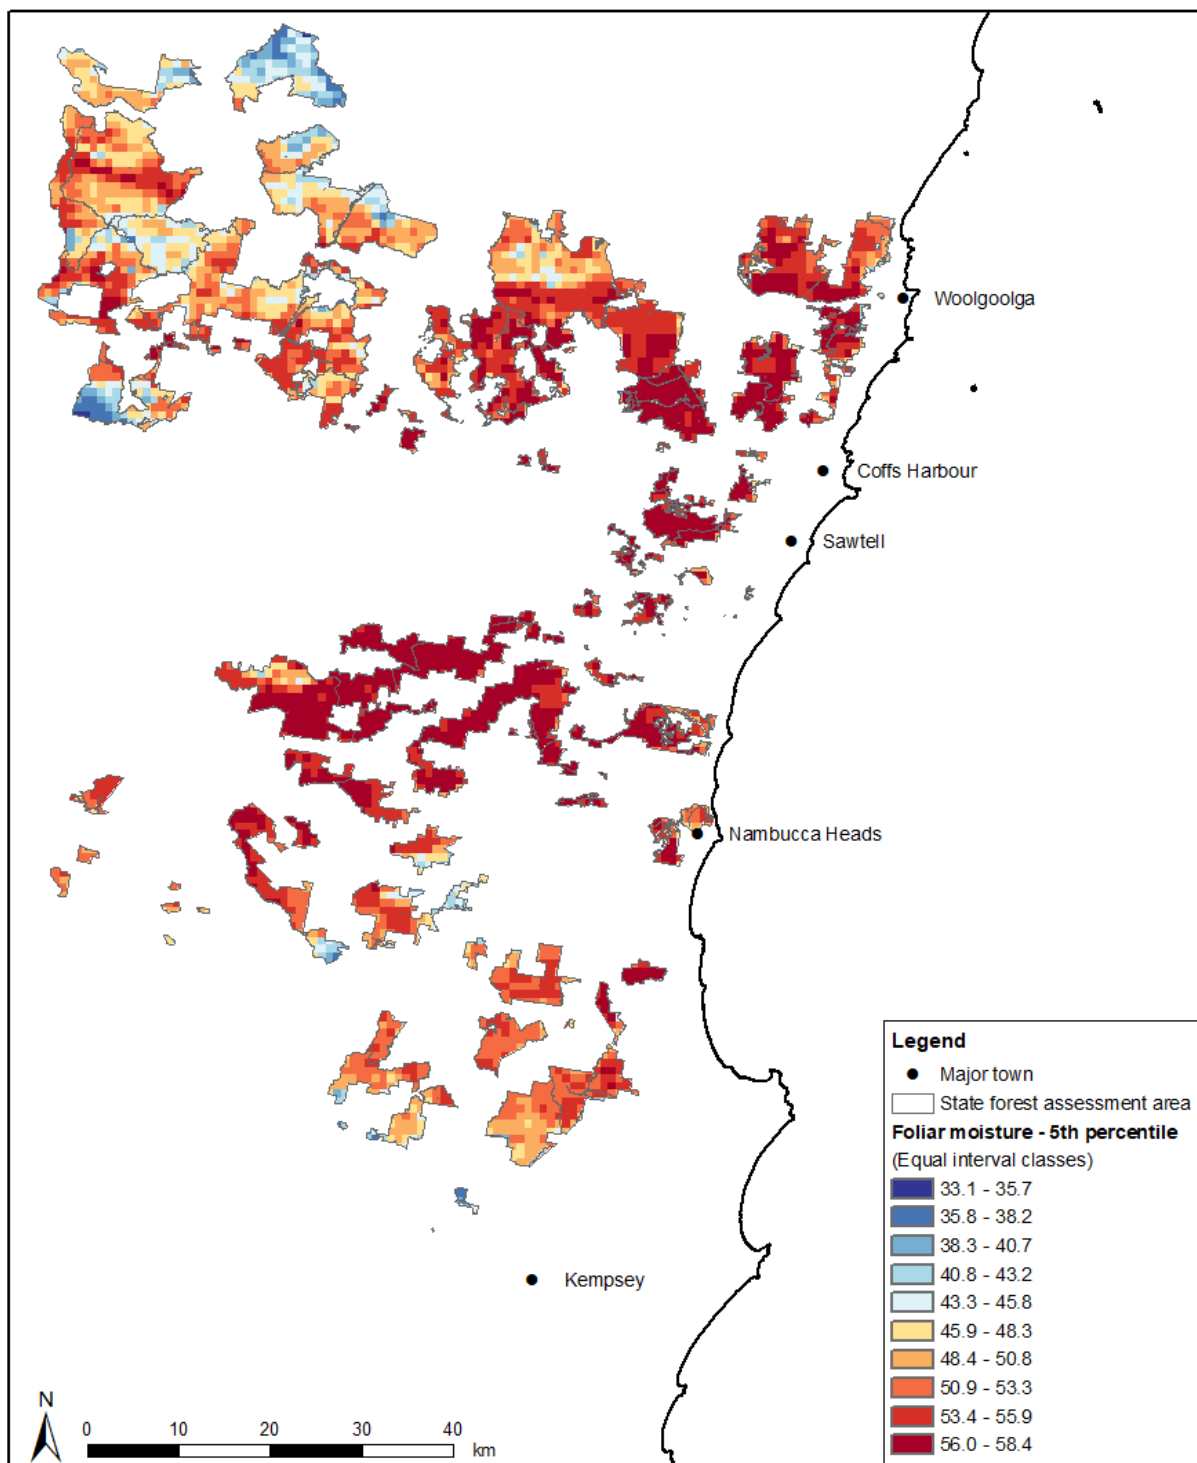 Woolgoolga
Coffs Harbour
Sawtell
Nambucca Heads
Kempsey
Legend
Major town
State forest assessment area
Foliar moisture - 5th percentile
(Equal interval classes)
33.1 - 35.7
35.8 - 38.2
38.3 - 40.7
40.8 - 43.2
43.3 - 45.8
45.9 - 48.3
48.4 - 50.8
50.9 - 53.3
53.4 - 55.9
56.0 - 58.4
N
0 10 20 30 40
km